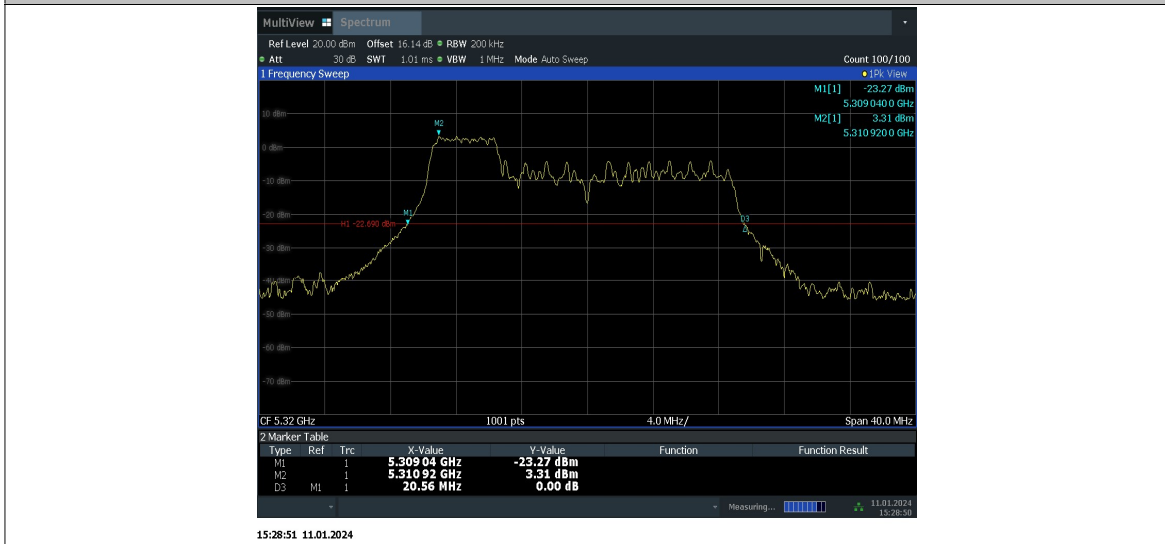 MultiView Spectrum
Ref Level 20.00 dBm Offset 16.14 dB RBW 200 kHz
Att 30 dB SWT 1.01 ms VBW 1 MHz Mode Auto Sweep Count 100/100
1 Frequency Sweep 1Pk View
M1[1] -23.27 dBm
5.309 040 0 GHz
M2[1] 3.31 dBm
5.310 920 0 GHz
10 dBm
M2
0 dBm
-10 dBm
-20 dBm
M1
D3
H1 -22.690 dBm
-30 dBm
-40 dBm
-50 dBm
-60 dBm
-70 dBm
CF 5.32 GHz 1001 pts 4.0 MHz/ Span 40.0 MHz
2 Marker Table
Type Ref Trc X-Value Y-Value Function Function Result
M1 1 5.309 04 GHz -23.27 dBm
M2 1 5.310 92 GHz 3.31 dBm
D3 M1 1 20.56 MHz 0.00 dB
Measuring... 11.01.2024
15:28:50
15:28:51 11.01.2024